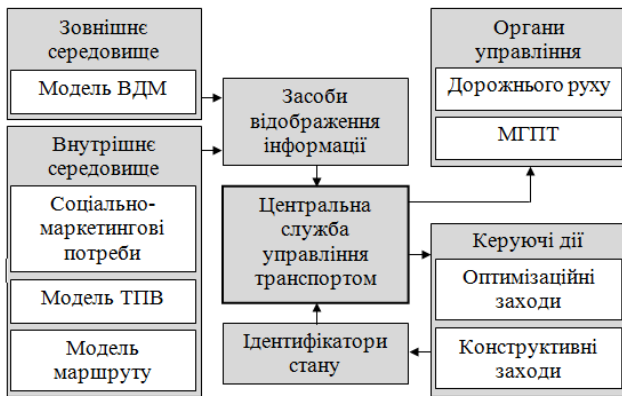 Зовнішнє
середовище
Модель ВДМ
Внутрішнє
середовище
Соціально-
маркетингові
потреби
Модель ТПВ
Модель
маршруту
Засоби
відображення
інформації
Центральна
служба
управління
транспортом
Ідентифікатори
стану
Органи
управління
Дорожнього руху
МГПТ
Керуючі дії
Оптимізаційні
заходи
Конструктивні
заходи